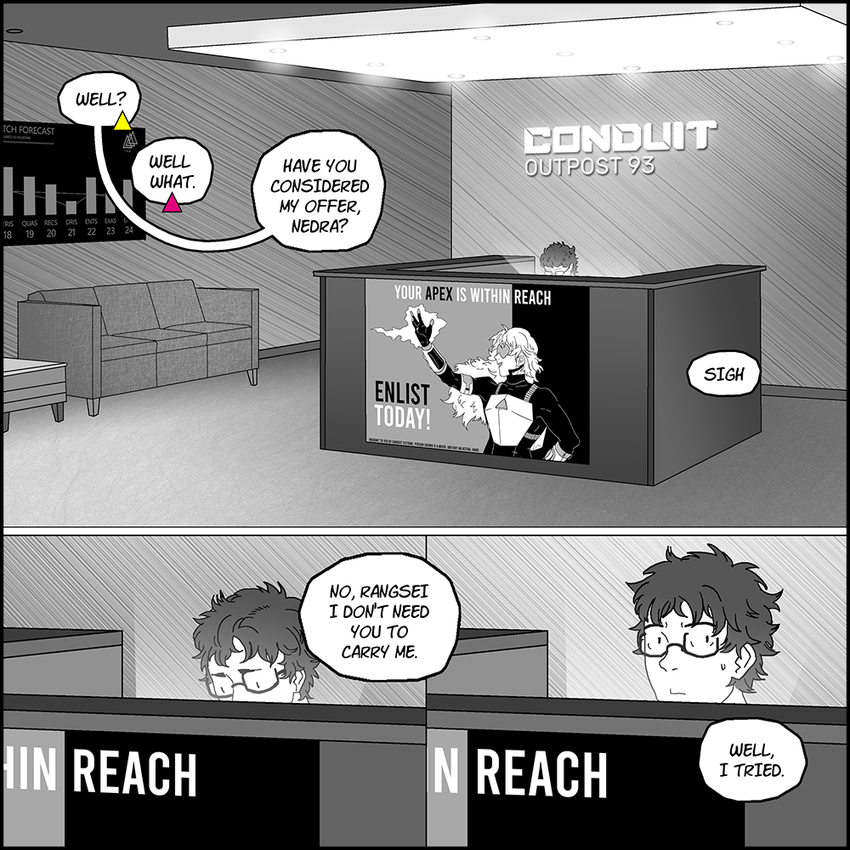 WELL?
WELL
WHAT.
HAVE YOU
CONSIDERED
MY OFFER,
NEDRA?
TCH FORECAST
TRIS QUAS RECS DRIS ENTS EXAS
18 19 20 21 22 23 24
CONDUIT
OUTPOST 93
YOUR APEX IS WITHIN REACH
ENLIST
TODAY!
SIGH
NO, RANGSEI
I DON'T NEED
YOU TO
CARRY ME.
HIN REACH
N REACH
WELL,
I TRIED.